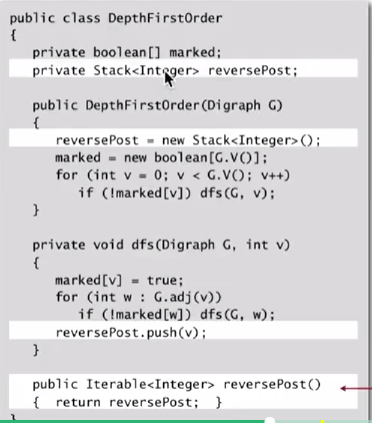 public class DepthFirstOrder
{
private boolean[] marked;
private Stack<Integer> reversePost;
public DepthFirstOrder(Digraph G)
{
reversePost = new Stack<Integer>();
marked = new boolean[G.V()];
for (int v = 0; v < G.V(); v++)
if (!marked[v]) dfs(G, v);
}
private void dfs(Digraph G, int v)
{
marked[v] = true;
for (int w : G.adj(v))
if (!marked[w]) dfs(G, w);
reversePost.push(v);
}
public Iterable<Integer> reversePost()
{ return reversePost; }
}